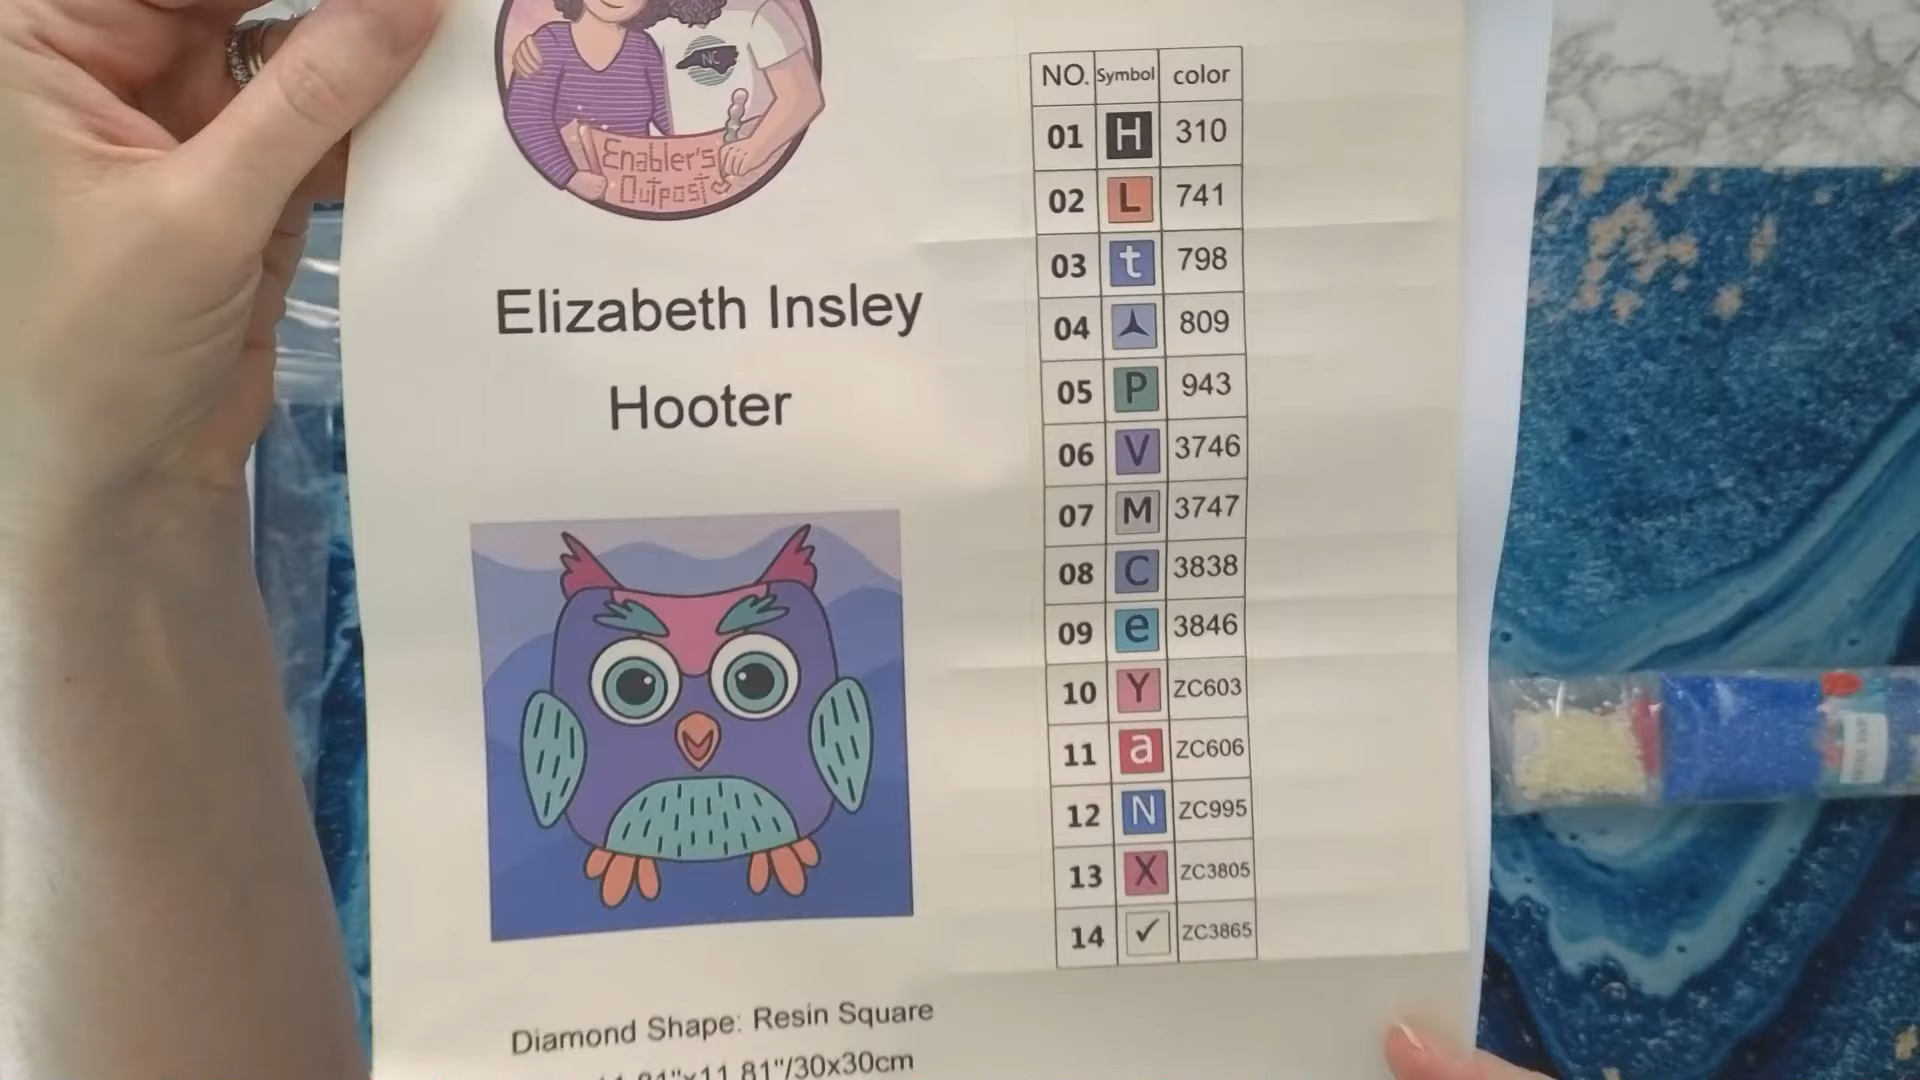 NC
Enabler's
Outpost
Elizabeth Insley
Hooter
NO. Symbol color
01 H 310
02 L 741
03 t 798
04 809
05 P 943
06 V 3746
07 M 3747
08 C 3838
09 e 3846
10 Y ZC603
11 a ZC606
12 N ZC995
13 X ZC3805
14 ✓ ZC3865
Diamond Shape: Resin Square
11.81"/30x30cm